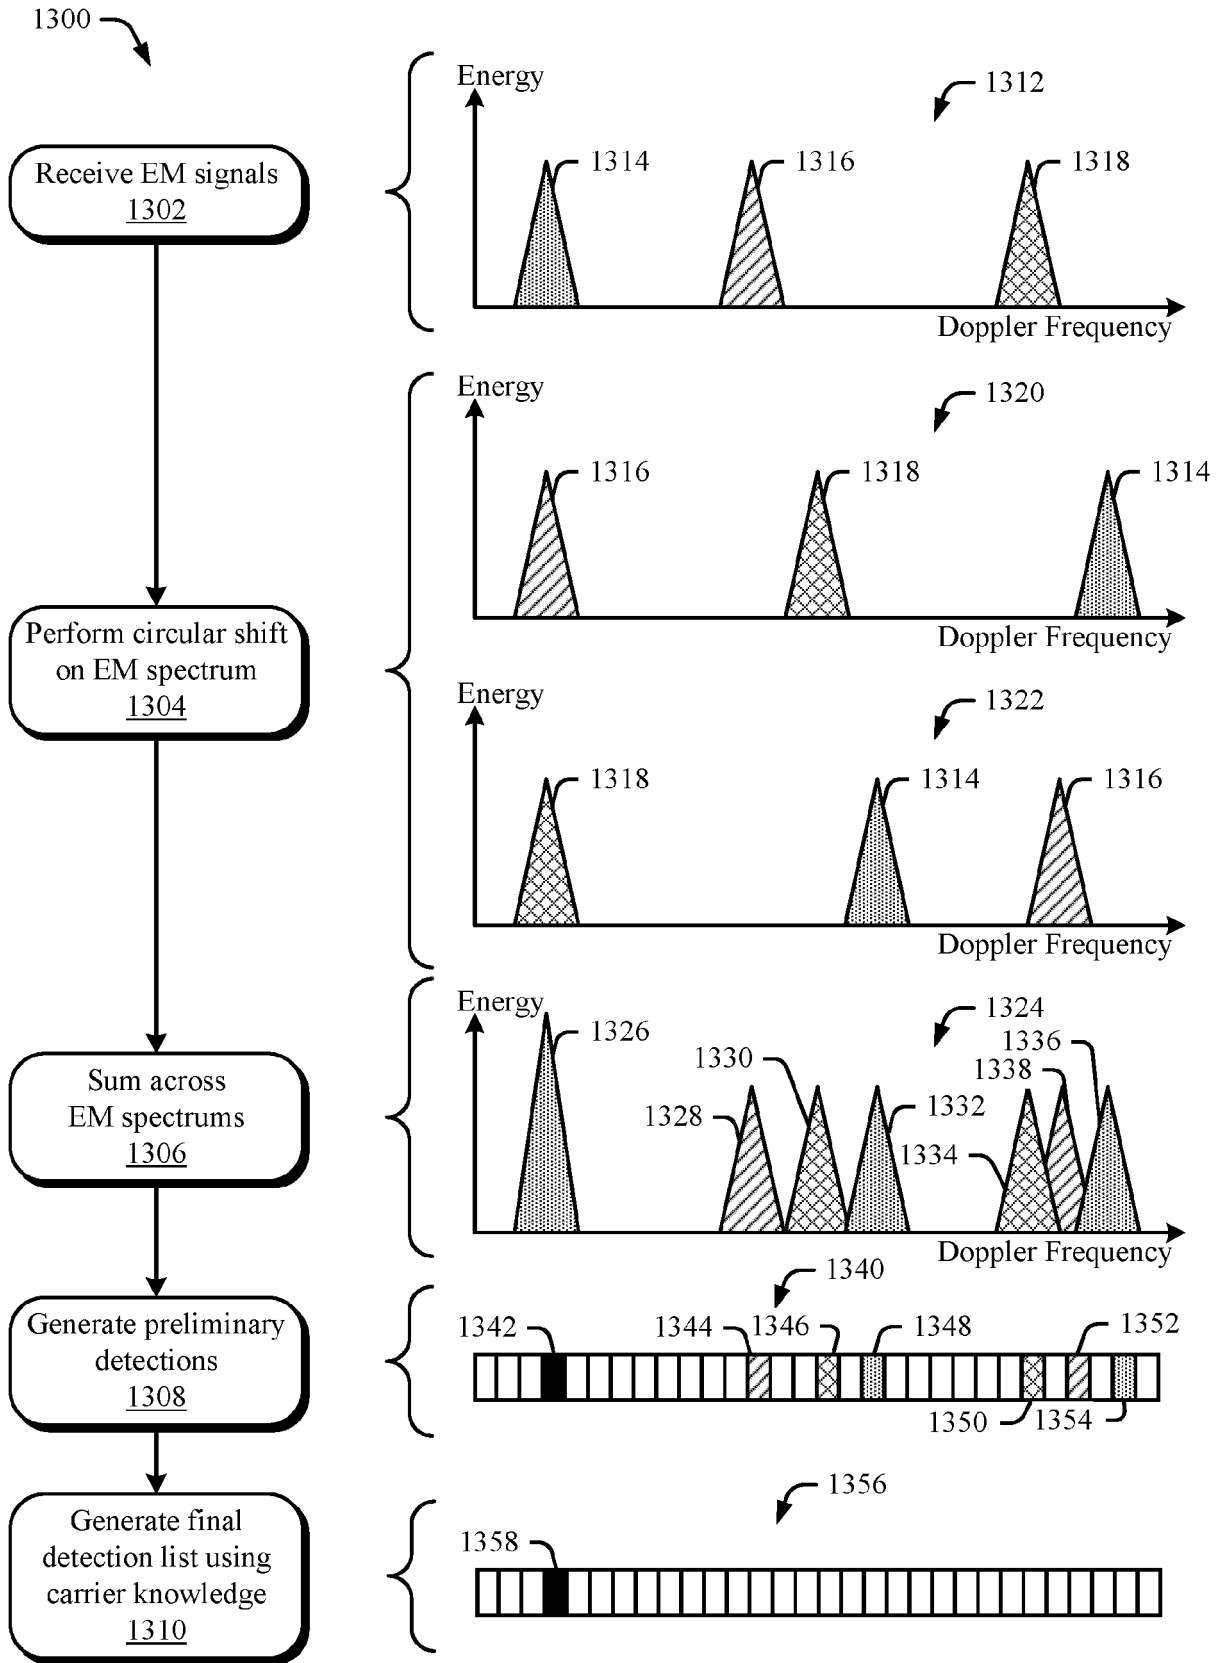 1300
Energy
1312
Receive EM signals
1302
1314
1316
1318
Doppler Frequency
Energy
1320
1316
1318
1314
Doppler Frequency
Perform circular shift
on EM spectrum
1304
Energy
1322
1318
1314
1316
Doppler Frequency
Energy
1324
1326
1336
1330
1338
1328
1332
1334
Doppler Frequency
Sum across
EM spectrums
1306
1340
Generate preliminary
detections
1308
1342
1344
1346
1348
1352
1350
1354
1356
Generate final
detection list using
carrier knowledge
1310
1358